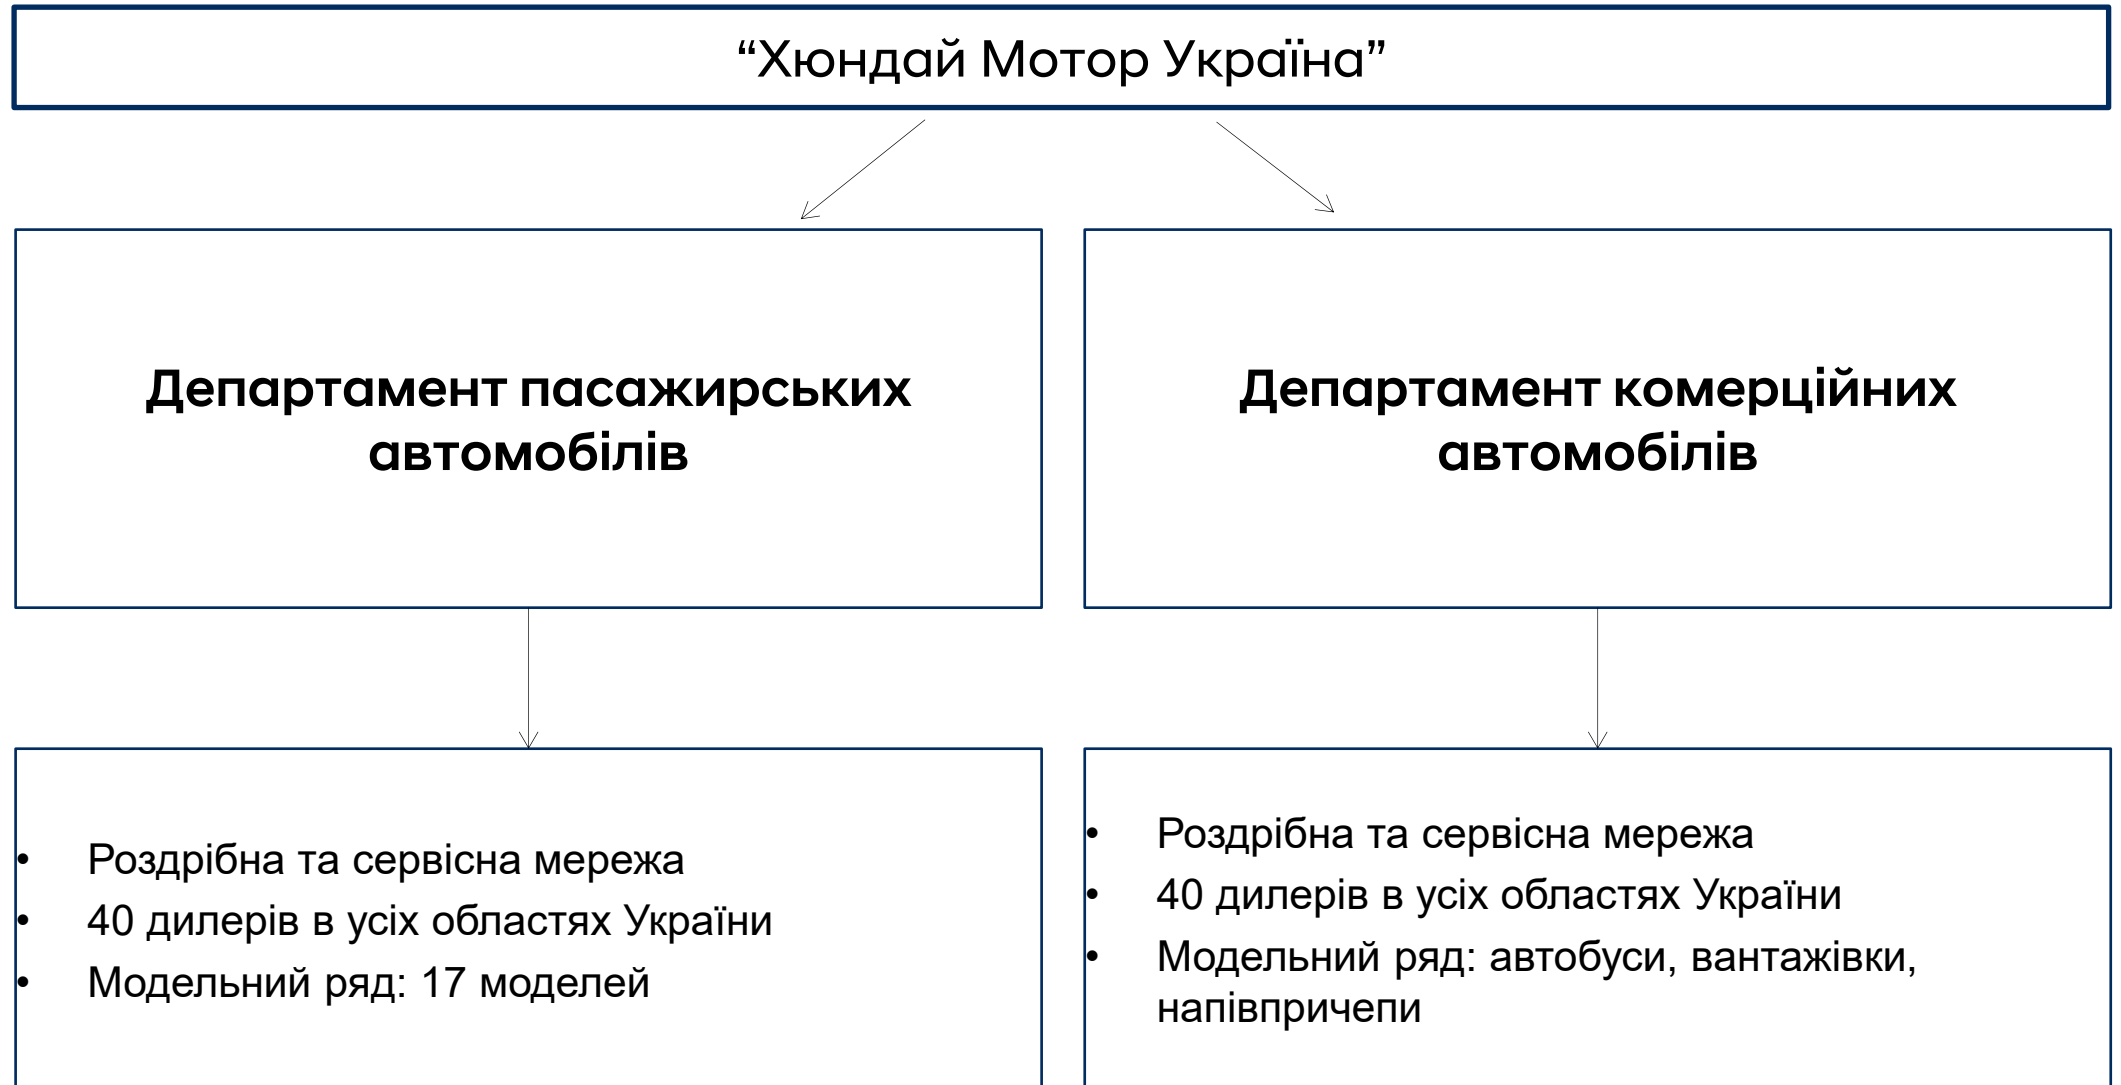 “Хюндай Мотор Україна”
Департамент пасажирських
автомобілів
Департамент комерційних
автомобілів
• Роздрібна та сервісна мережа
• 40 дилерів в усіх областях України
• Модельний ряд: 17 моделей
• Роздрібна та сервісна мережа
• 40 дилерів в усіх областях України
• Модельний ряд: автобуси, вантажівки,
напівпричепи